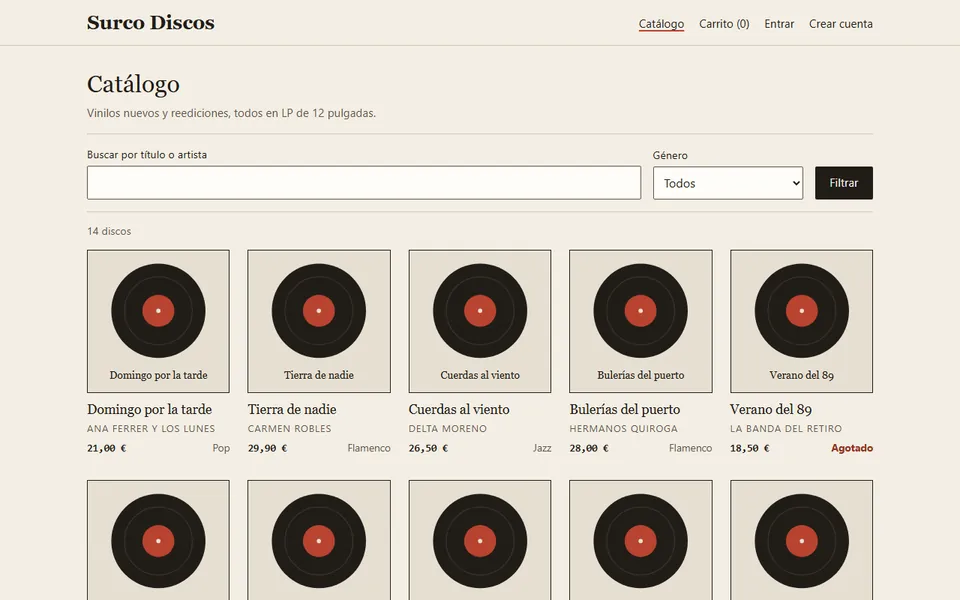 Surco Discos
Catálogo Carrito (0) Entrar Crear cuenta
Catálogo
Vinilos nuevos y reediciones, todos en LP de 12 pulgadas.
Buscar por título o artista Género
Todos Filtrar
14 discos
Domingo por la tarde Tierra de nadie Cuerdas al viento Bulerías del puerto Verano del 89
Domingo por la tarde Tierra de nadie Cuerdas al viento Bulerías del puerto Verano del 89
ANA FERRER Y LOS LUNES CARMEN ROBLES DELTA MORENO HERMANOS QUIROGA LA BANDA DEL RETIRO
21,00 € Pop 29,90 € Flamenco 26,50 € Jazz 28,00 € Flamenco 18,50 € Agotado